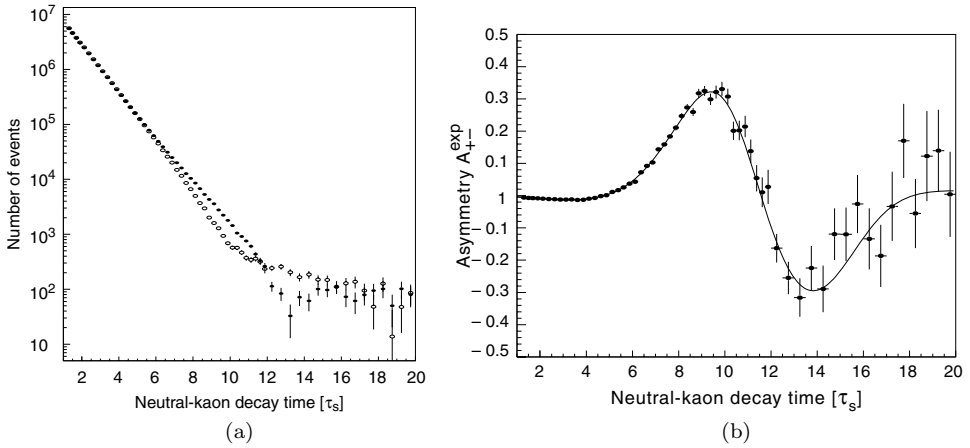 10^7
10^6
10^5
10^4
10^3
10^2
10
Number of events
2 4 6 8 10 12 14 16 18 20
Neutral-kaon decay time [τ_s]
(a)
0.5
0.4
0.3
0.2
0.1
1
− 0.1
− 0.2
− 0.3
− 0.4
− 0.5
Asymmetry A_{+−}^{exp}
2 4 6 8 10 12 14 16 18 20
Neutral-kaon decay time [τ_s]
(b)